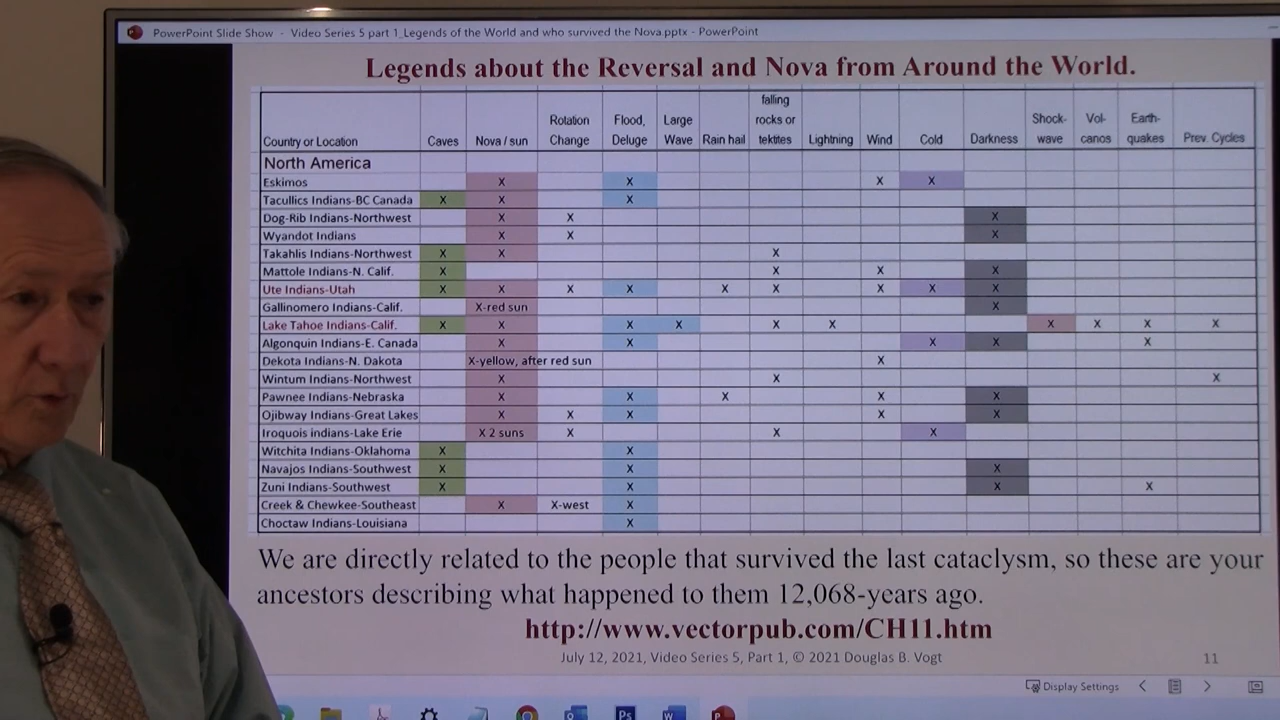 PowerPoint Slide Show - Video Series 5 part 1_Legends of the World and who survived the Nova.pptx - PowerPoint
Legends about the Reversal and Nova from Around the World.
Country or Location Caves Nova / sun Rotation Change Flood, Deluge Large Wave Rain hail falling rocks or tektites Lightning Wind Cold Darkness Shock-wave Vol-canos Earth-quakes Prev. Cycles
North America
Eskimos X X X X
Tacullics Indians-BC Canada X X X
Dog-Rib Indians-Northwest X X X
Wyandot Indians X X X
Takahlis Indians-Northwest X X X
Mattole Indians-N. Calif. X X X X
Ute Indians-Utah X X X X X X X X X
Gallinomero Indians-Calif. X-red sun X
Lake Tahoe Indians-Calif. X X X X X X X X X X
Algonquin Indians-E. Canada X X X X X
Dekota Indians-N. Dakota X-yellow, after red sun X
Wintum Indians-Northwest X X X
Pawnee Indians-Nebraska X X X X X
Ojibway Indians-Great Lakes X X X X X
Iroquois indians-Lake Erie X 2 suns X X X
Witchita Indians-Oklahoma X X
Navajos Indians-Southwest X X X
Zuni Indians-Southwest X X X X
Creek & Chewkee-Southeast X X-west X
Choctaw Indians-Louisiana X
We are directly related to the people that survived the last cataclysm, so these are your
ancestors describing what happened to them 12,068-years ago.
http://www.vectorpub.com/CH11.htm
July 12, 2021, Video Series 5, Part 1, © 2021 Douglas B. Vogt 11
Display Settings